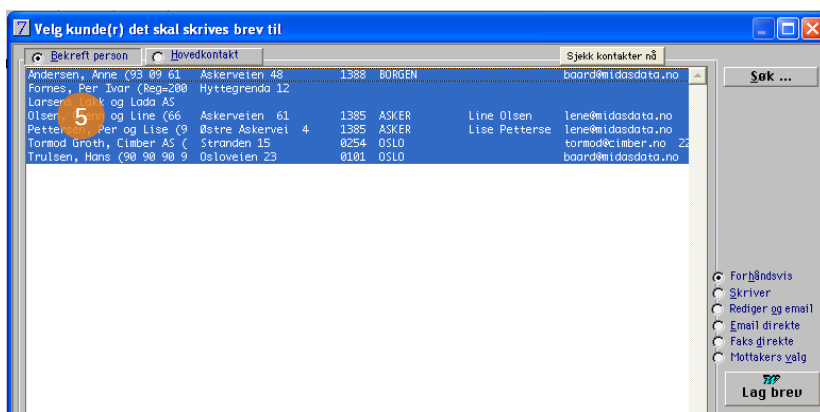 7 Velg kunde(r) det skal skrives brev til
Bekreft person Hovedkontakt Sjekk kontakter nå
Andersen, Anne (93 09 61 Askerveien 48 1388 BORGEN baard@midasdata.no
Fornes, Per Ivar (Reg=200 Hyttegrenda 12
Larsens Lakk og Lada AS
Olsen, og Line (66 Askerveien 61 1385 ASKER Line Olsen lene@midasdata.no
Pettersen, Per og Lise (9 Østre Askervei 4 1385 ASKER Lise Petterse lene@midasdata.no
Tormod Groth, Cimber AS ( Stranden 15 0254 OSLO tormod@cimber.no 22
Trulsen, Hans (90 90 90 9 Osloveien 23 0101 OSLO baard@midasdata.no
5
Søk ...
Forhåndsvis
Skriver
Rediger og email
Email direkte
Faks direkte
Mottakers valg
Lag brev